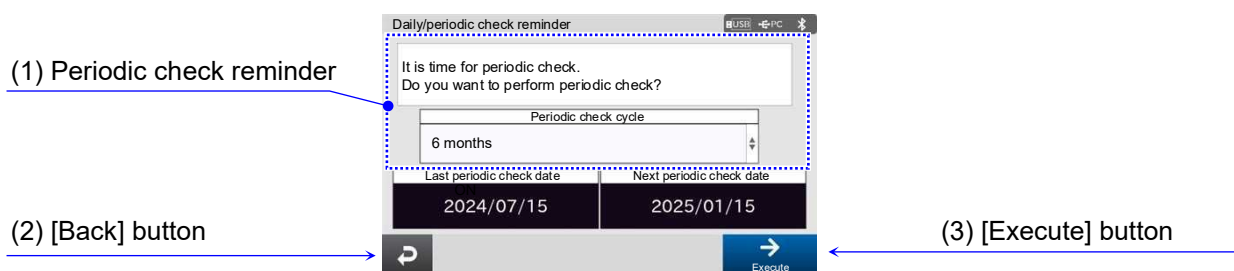 Daily/periodic check reminder
USB PC
(1) Periodic check reminder
It is time for periodic check.
Do you want to perform periodic check?
Periodic check cycle
6 months
Last periodic check date
Next periodic check date
ON
2024/07/15
2025/01/15
(2) [Back] button
(3) [Execute] button
Execute